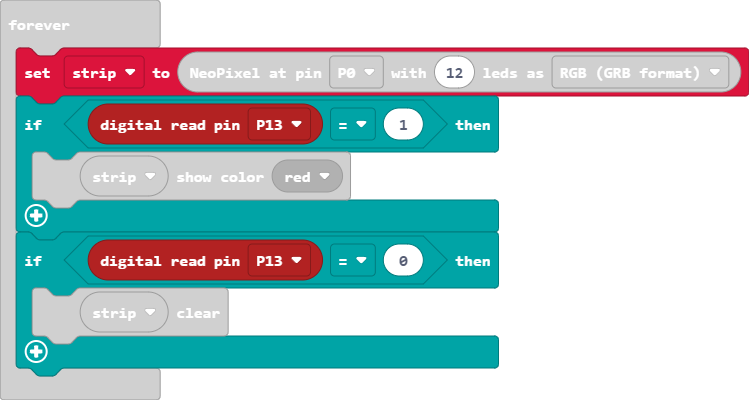 forever
set strip to NeoPixel at pin P0 with 12 leds as RGB (GRB format)
if digital read pin P13 = 1 then
strip show color red
if digital read pin P13 = 0 then
strip clear